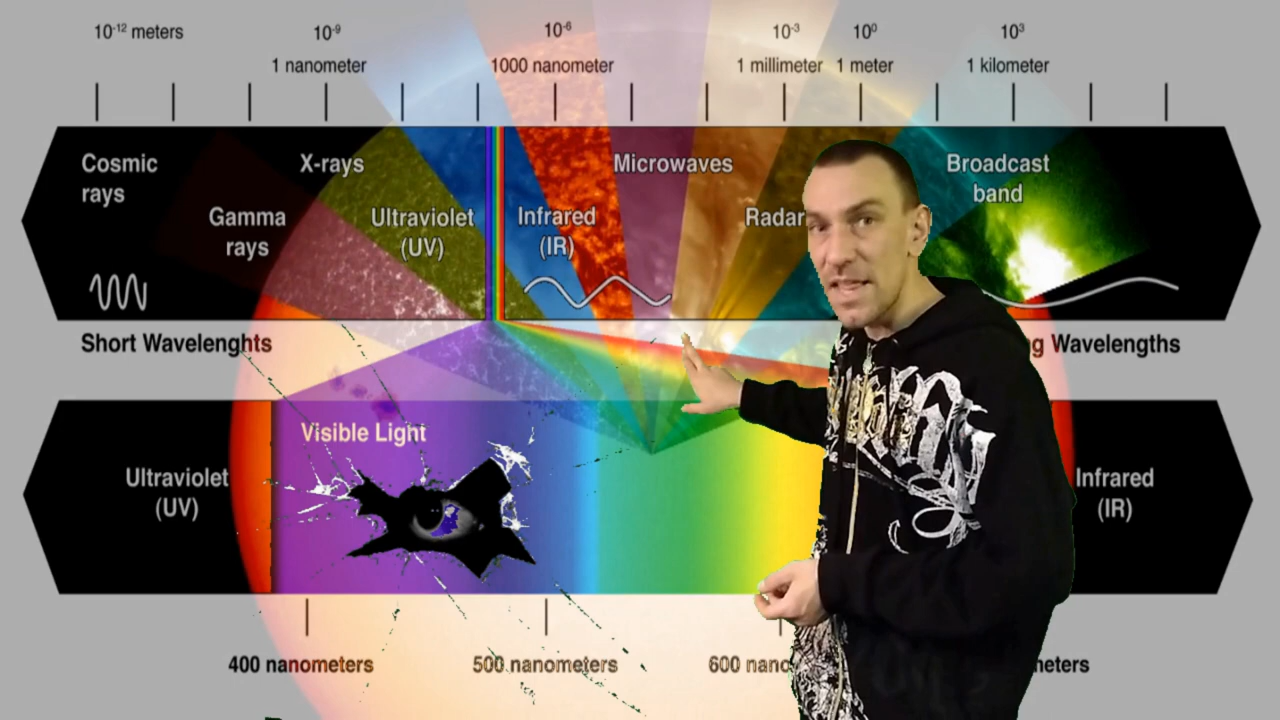 10-12 meters
10-9
10-6
10-3
100
103
1 nanometer
1000 nanometer
1 millimeter
1 meter
1 kilometer
Cosmic
rays
X-rays
Microwaves
Broadcast
band
Gamma
rays
Ultraviolet
(UV)
Infrared
(IR)
Radar
Short Wavelenghts
g Wavelengths
Visible Light
Ultraviolet
(UV)
Infrared
(IR)
400 nanometers
500 nanometers
600 nano
meters